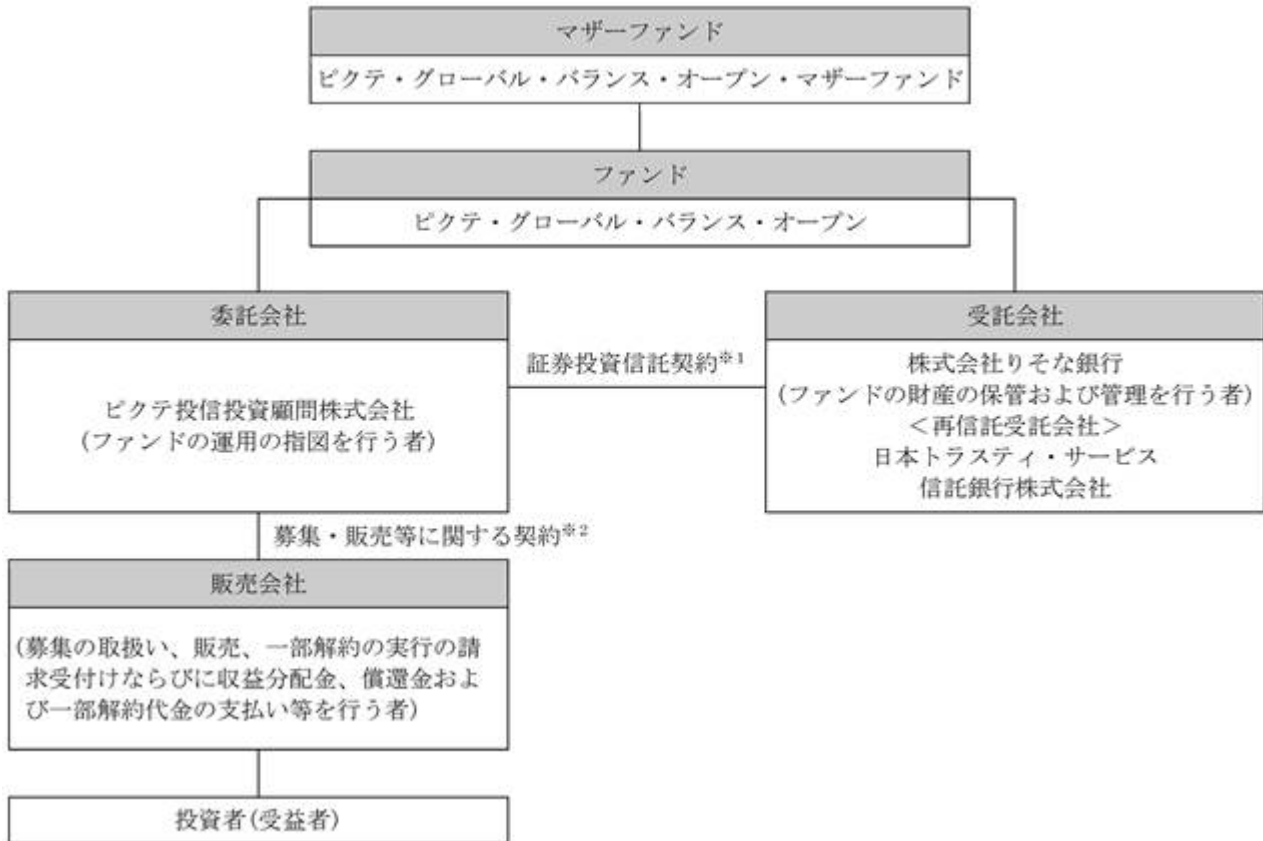 マザーファンド
ピクテ・グローバル・バランス・オープン・マザーファンド
ファンド
ピクテ・グローバル・バランス・オープン
委託会社
ピクテ投信投資顧問株式会社
(ファンドの運用の指図を行う者)
証券投資信託契約※1
受託会社
株式会社りそな銀行
(ファンドの財産の保管および管理を行う者)
＜再信託受託会社＞
日本トラスティ・サービス
信託銀行株式会社
募集・販売等に関する契約※2
販売会社
(募集の取扱い、販売、一部解約の実行の請
求受付けならびに収益分配金、償還金およ
び一部解約代金の支払い等を行う者)
投資者(受益者)